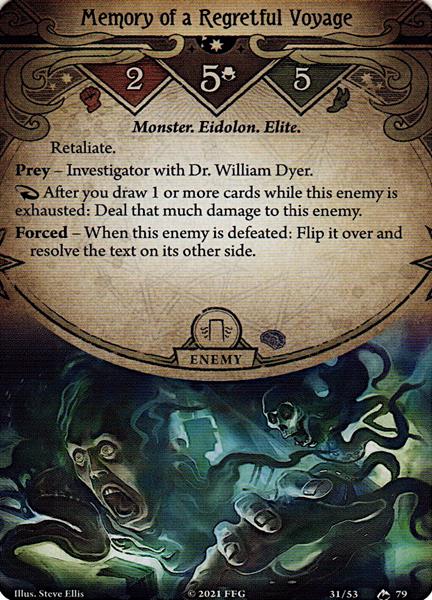 Memory of a Regretful Voyage
2
5
5
Monster. Eidolon. Elite.
Retaliate.
Prey – Investigator with Dr. William Dyer.
After you draw 1 or more cards while this enemy is
exhausted: Deal that much damage to this enemy.
Forced – When this enemy is defeated: Flip it over and
resolve the text on its other side.
ENEMY
Illus. Steve Ellis
© 2021 FFG
31/53
79